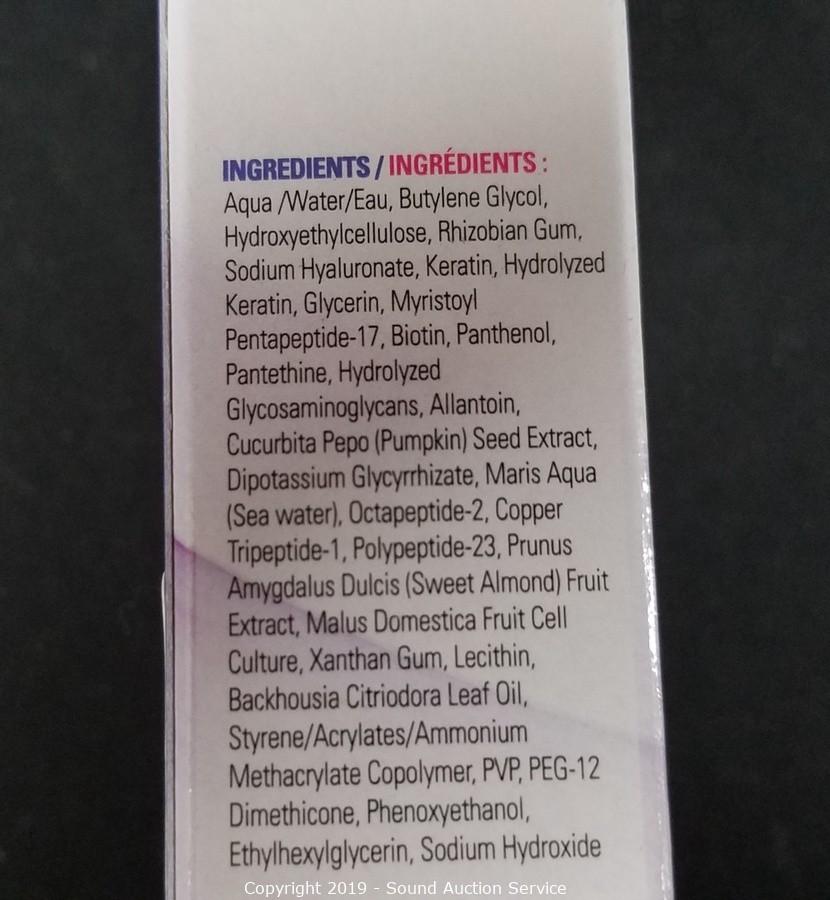 INGREDIENTS / INGRÉDIENTS :
Aqua /Water/Eau, Butylene Glycol,
Hydroxyethylcellulose, Rhizobian Gum,
Sodium Hyaluronate, Keratin, Hydrolyzed
Keratin, Glycerin, Myristoyl
Pentapeptide-17, Biotin, Panthenol,
Pantethine, Hydrolyzed
Glycosaminoglycans, Allantoin,
Cucurbita Pepo (Pumpkin) Seed Extract,
Dipotassium Glycyrrhizate, Maris Aqua
(Sea water), Octapeptide-2, Copper
Tripeptide-1, Polypeptide-23, Prunus
Amygdalus Dulcis (Sweet Almond) Fruit
Extract, Malus Domestica Fruit Cell
Culture, Xanthan Gum, Lecithin,
Backhousia Citriodora Leaf Oil,
Styrene/Acrylates/Ammonium
Methacrylate Copolymer, PVP, PEG-12
Dimethicone, Phenoxyethanol,
Ethylhexylglycerin, Sodium Hydroxide
Copyright 2019 - Sound Auction Service